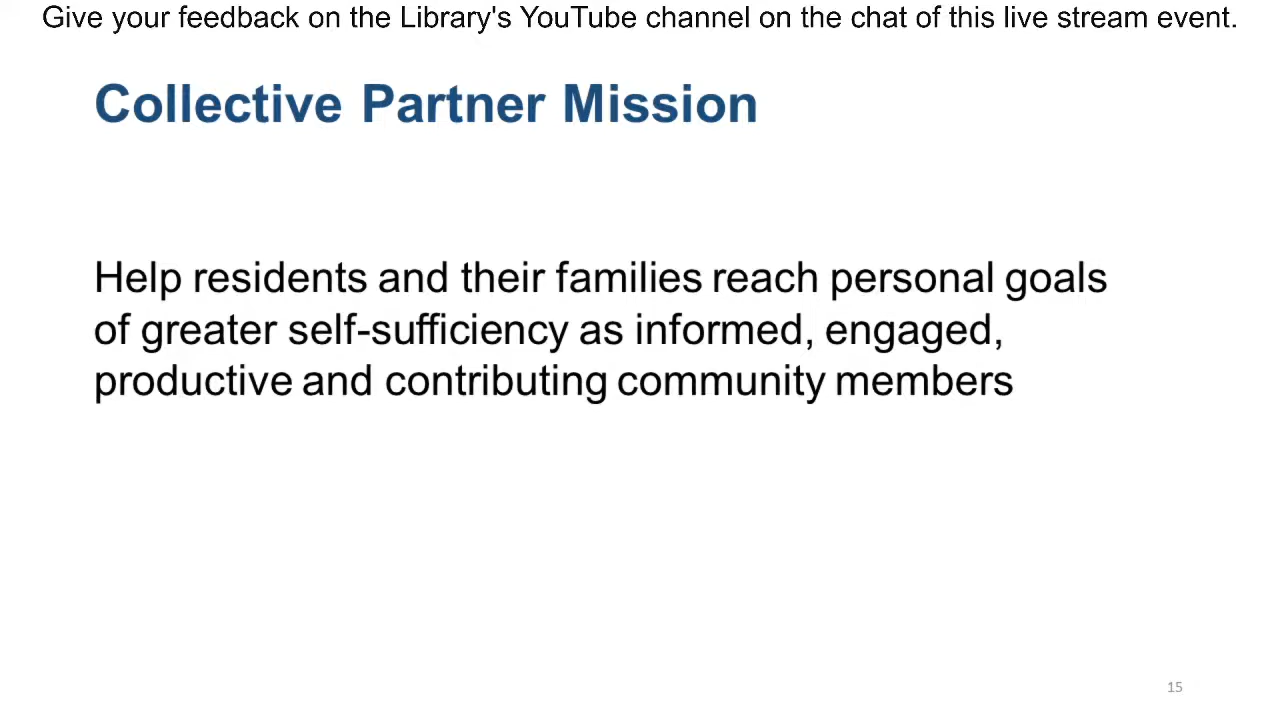 Give your feedback on the Library's YouTube channel on the chat of this live stream event.
Collective Partner Mission
Help residents and their families reach personal goals
of greater self-sufficiency as informed, engaged,
productive and contributing community members
15